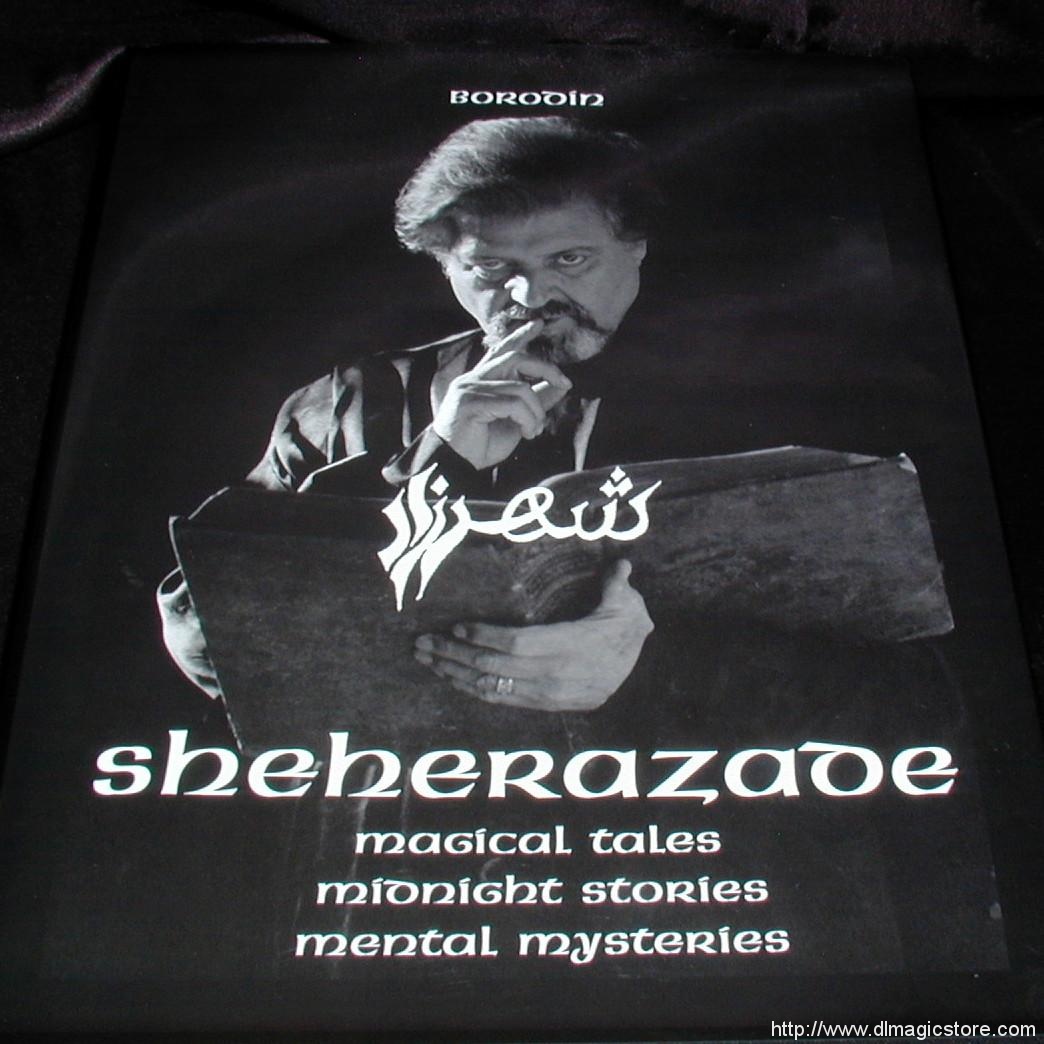 BORODIN
شهرزاد
sheherazade
magical tales
midnight stories
mental mysteries
http://www.dlmagicstore.com